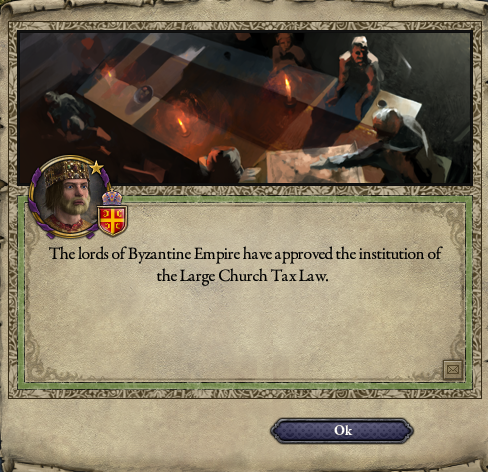 The lords of Byzantine Empire have approved the institution of
the Large Church Tax Law.
Ok